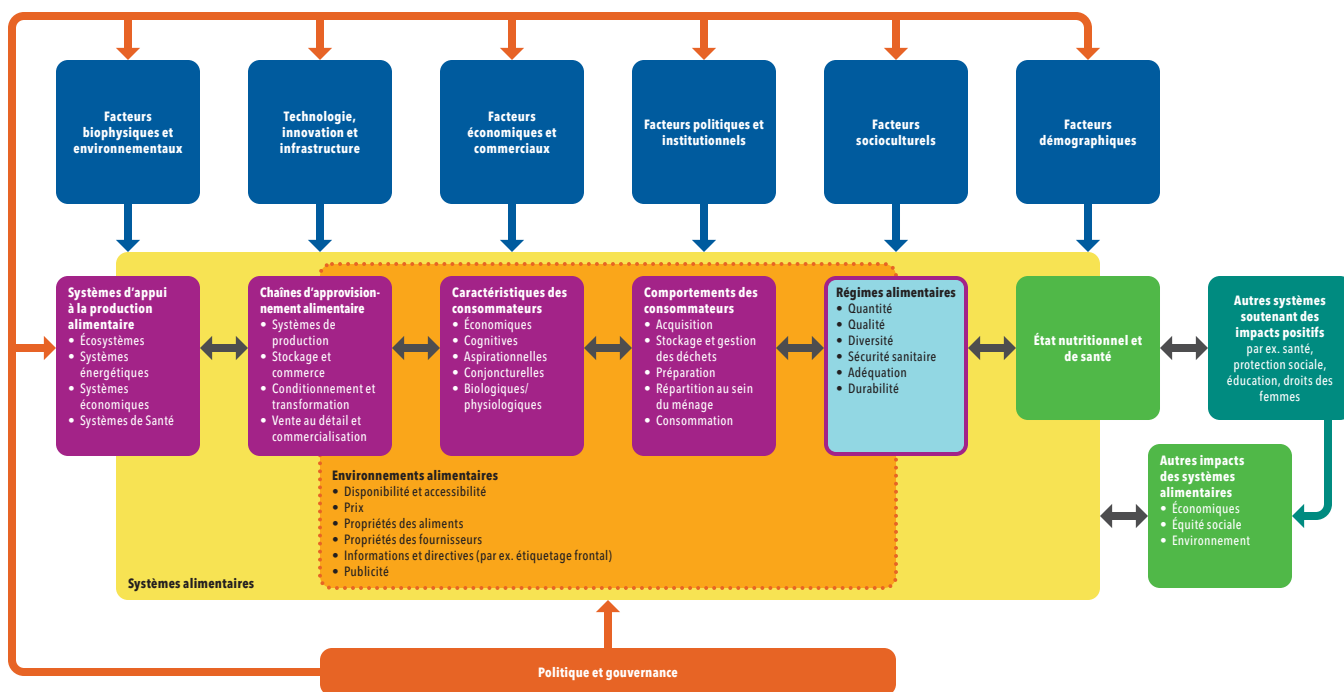 Facteurs
biophysiques et
environnementaux
Technologie,
innovation et
infrastructure
Facteurs
économiques et
commerciaux
Facteurs politiques et
institutionnels
Facteurs
socioculturels
Facteurs
démographiques
Systèmes d'appui
à la production
alimentaire
• Écosystèmes
• Systèmes
énergétiques
• Systèmes
économiques
• Systèmes de Santé
Chaînes d'approvision-
nement alimentaire
• Systèmes de
production
• Stockage et
commerce
• Conditionnement et
transformation
• Vente au détail et
commercialisation
Caractéristiques des
consommateurs
• Économiques
• Cognitives
• Aspirationnelles
• Conjoncturelles
• Biologiques/
physiologiques
Comportements des
consommateurs
• Acquisition
• Stockage et gestion
des déchets
• Préparation
• Répartition au sein
du ménage
• Consommation
Régimes alimentaires
• Quantité
• Qualité
• Diversité
• Sécurité sanitaire
• Adéquation
• Durabilité
État nutritionnel et
de santé
Autres systèmes
soutenant des
impacts positifs
par ex. santé,
protection sociale,
éducation, droits des
femmes
Autres impacts
des systèmes
alimentaires
• Économiques
• Équité sociale
• Environnement
Environnements alimentaires
• Disponibilité et accessibilité
• Prix
• Propriétés des aliments
• Propriétés des fournisseurs
• Informations et directives (par ex. étiquetage frontal)
• Publicité
Systèmes alimentaires
Politique et gouvernance